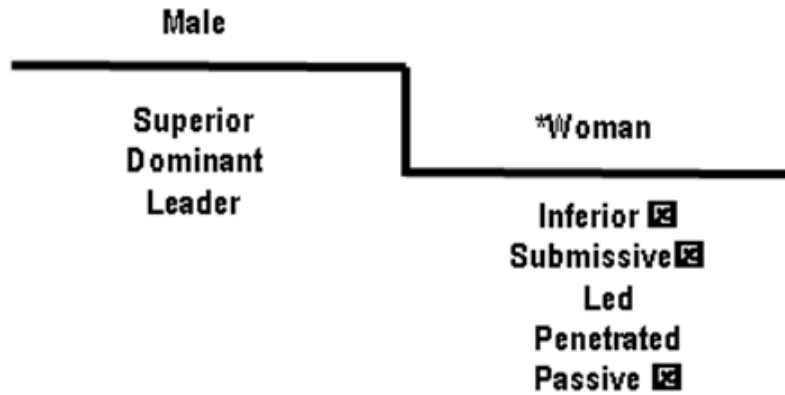 Male
Superior
Dominant
Leader
*Woman
Inferior
Submissive
Led
Penetrated
Passive